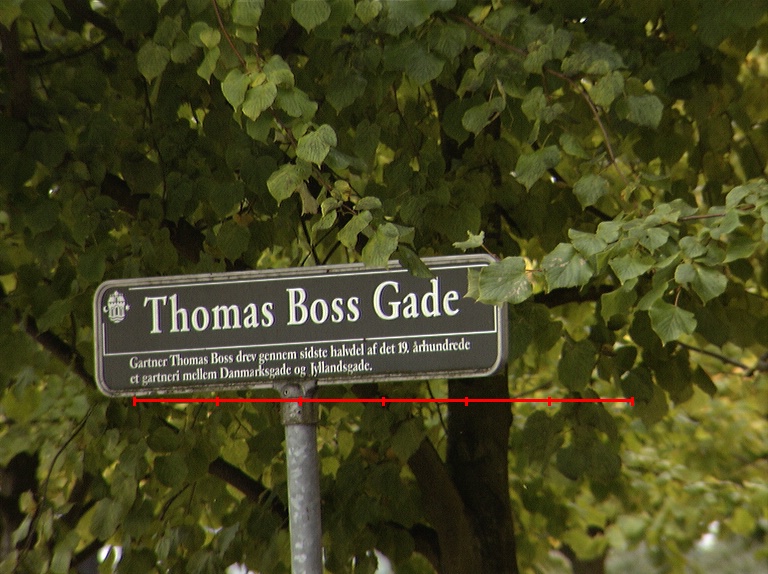 Thomas Boss Gade
Gartner Thomas Boss drev gennem sidste halvdel af det 19. århundrede
et gartneri mellem Danmarksgade og Jyllandsgade.